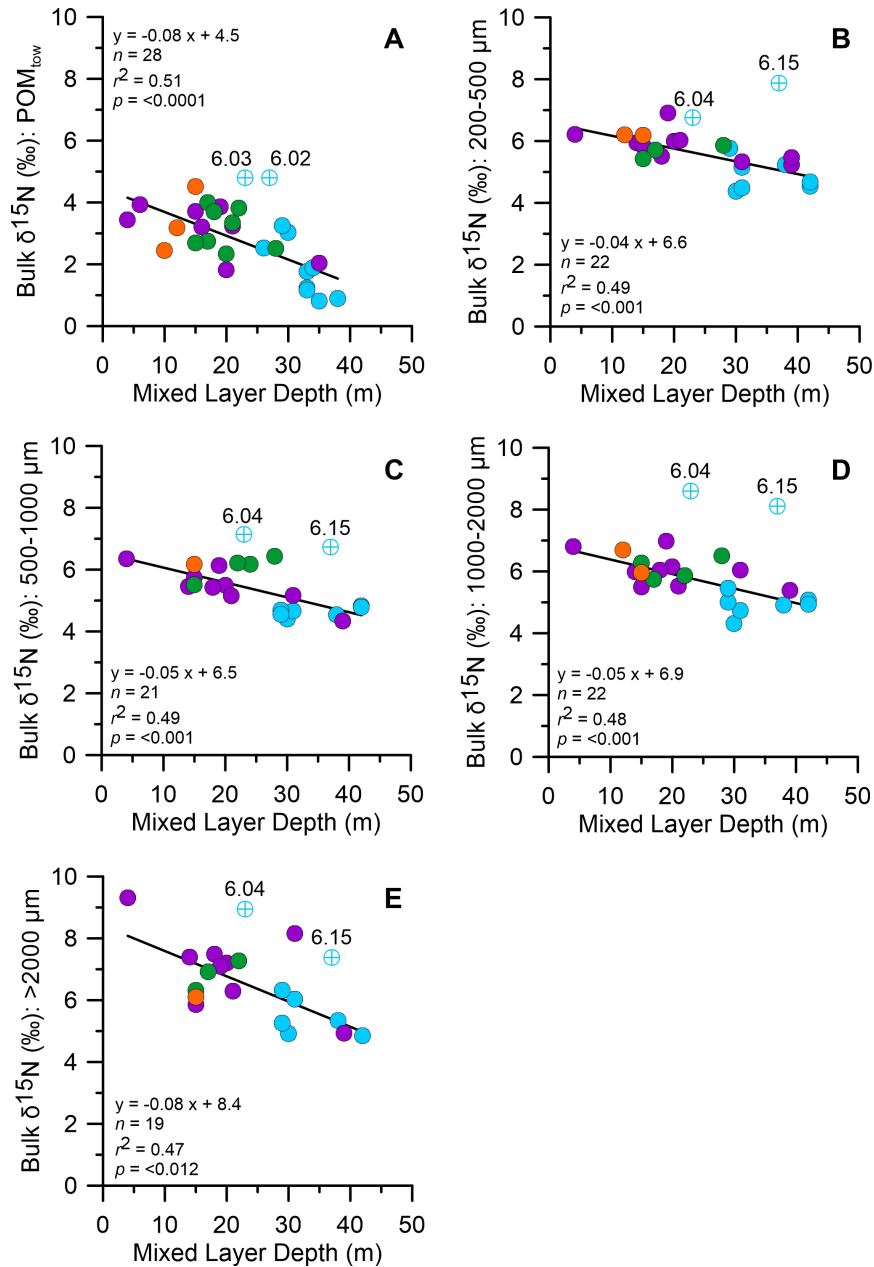 A
y = -0.08 x + 4.5
n = 28
r² = 0.51
p = <0.0001
6.03
6.02
10
8
6
4
2
0
0 10 20 30 40 50
Bulk δ¹⁵N (‰): POMtow
Mixed Layer Depth (m)
B
6.15
6.04
y = -0.04 x + 6.6
n = 22
r² = 0.49
p = <0.001
10
8
6
4
2
0
0 10 20 30 40 50
Bulk δ¹⁵N (‰): 200-500 µm
Mixed Layer Depth (m)
C
6.04
6.15
y = -0.05 x + 6.5
n = 21
r² = 0.49
p = <0.001
10
8
6
4
2
0
0 10 20 30 40 50
Bulk δ¹⁵N (‰): 500-1000 µm
Mixed Layer Depth (m)
D
6.04
6.15
y = -0.05 x + 6.9
n = 22
r² = 0.48
p = <0.001
10
8
6
4
2
0
0 10 20 30 40 50
Bulk δ¹⁵N (‰): 1000-2000 µm
Mixed Layer Depth (m)
E
6.04
6.15
y = -0.08 x + 8.4
n = 19
r² = 0.47
p = <0.012
10
8
6
4
2
0
0 10 20 30 40 50
Bulk δ¹⁵N (‰): >2000 µm
Mixed Layer Depth (m)